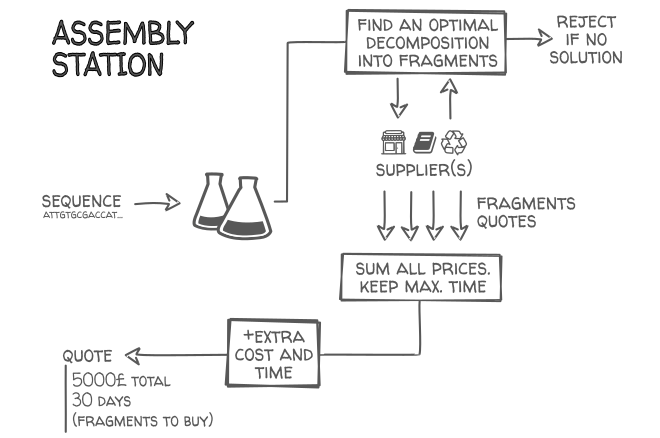 ASSEMBLY
STATION
FIND AN OPTIMAL
DECOMPOSITION
INTO FRAGMENTS
REJECT
IF NO
SOLUTION
SUPPLIER(S)
SEQUENCE
ATTGTGCGACCAT...
FRAGMENTS
QUOTES
SUM ALL PRICES.
KEEP MAX. TIME
+EXTRA
COST AND
TIME
QUOTE
5000£ TOTAL
30 DAYS
(FRAGMENTS TO BUY)